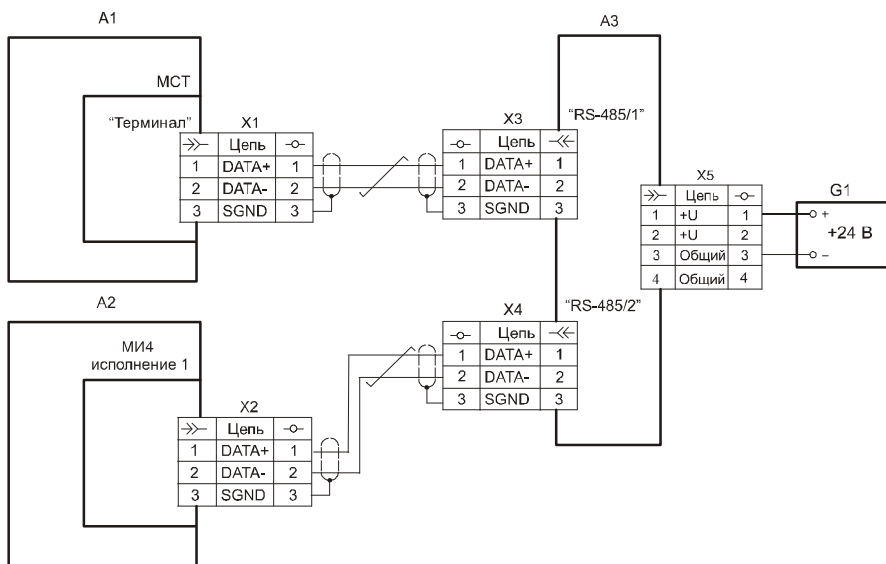 A1
МСТ
“Терминал”
X1
Цепь
1 DATA+ 1
2 DATA- 2
3 SGND 3
A3
“RS-485/1”
X3
Цепь
1 DATA+ 1
2 DATA- 2
3 SGND 3
X5
Цепь
1 +U 1
2 +U 2
3 Общий 3
4 Общий 4
G1
+
+24 В
–
A2
МИ4
исполнение 1
X2
Цепь
1 DATA+ 1
2 DATA- 2
3 SGND 3
“RS-485/2”
X4
Цепь
1 DATA+ 1
2 DATA- 2
3 SGND 3